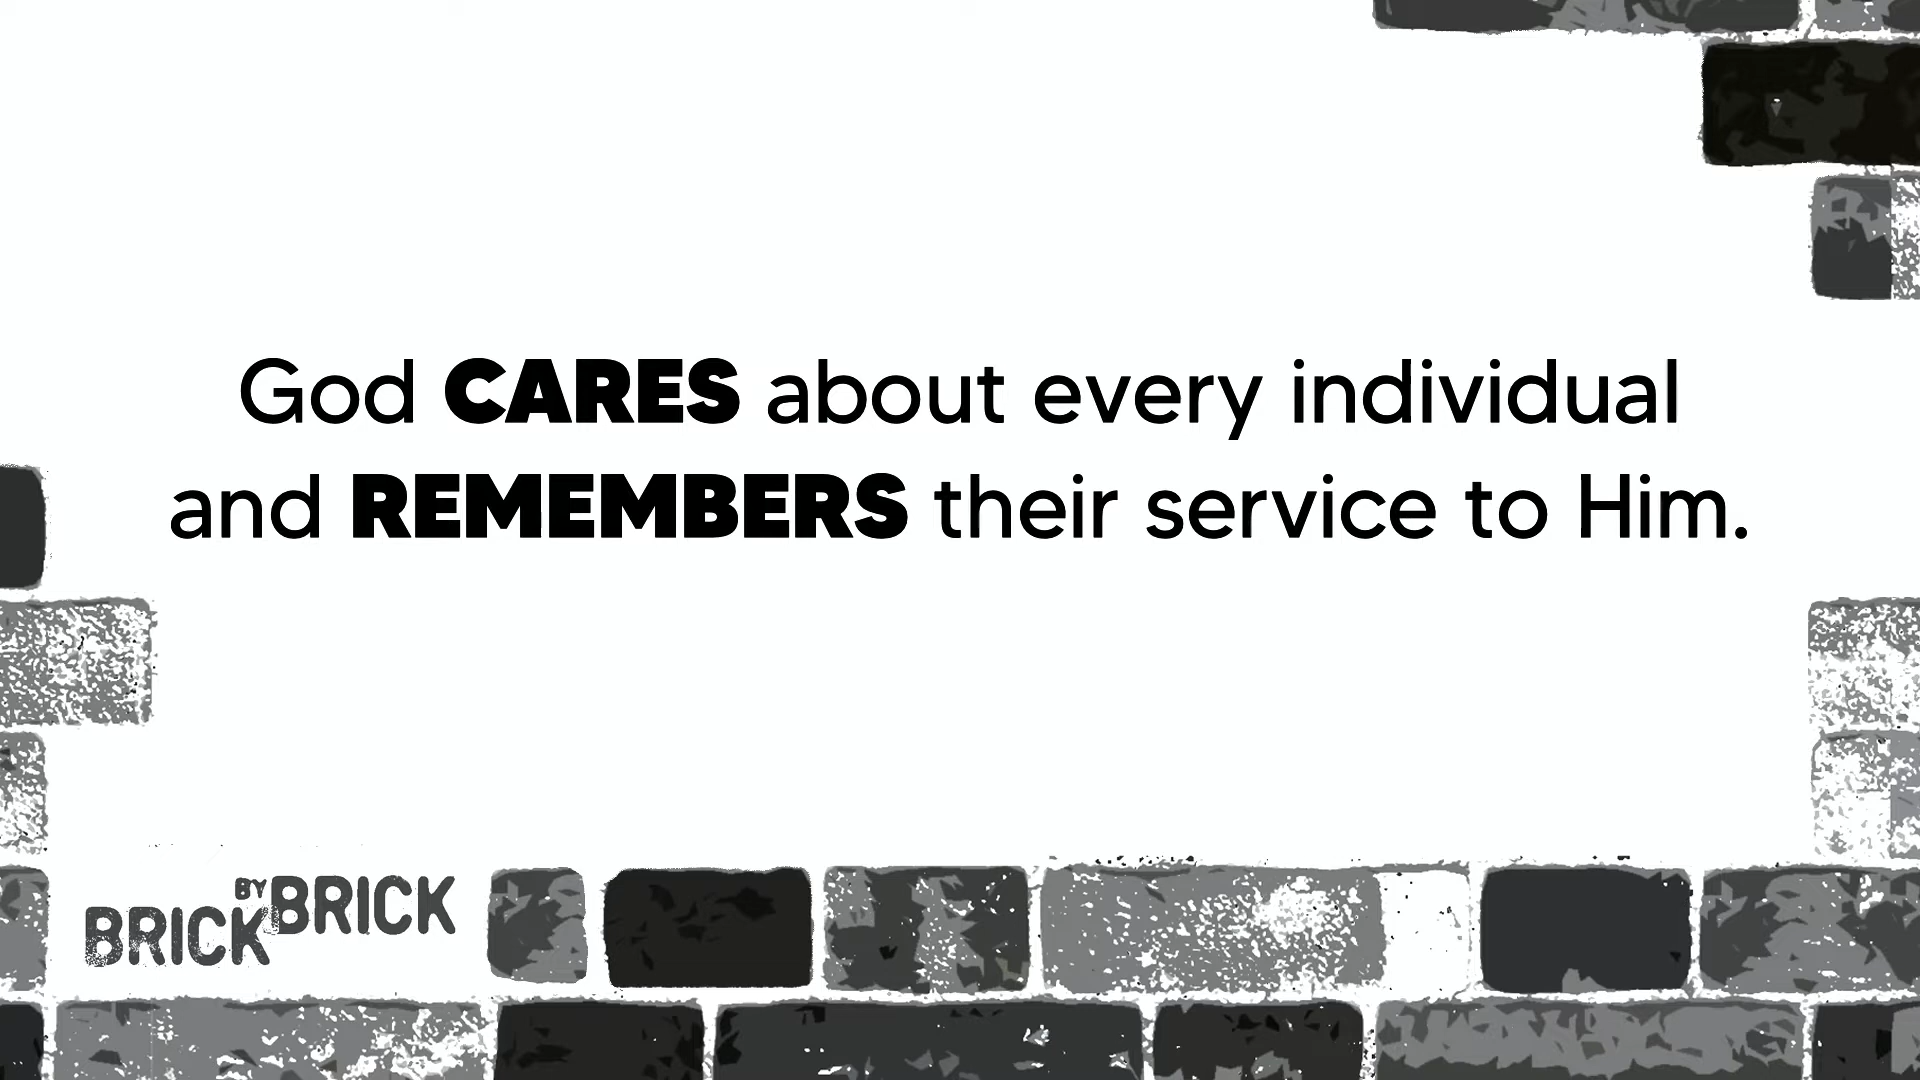 God CARES about every individual
and REMEMBERS their service to Him.
BRICK BY BRICK